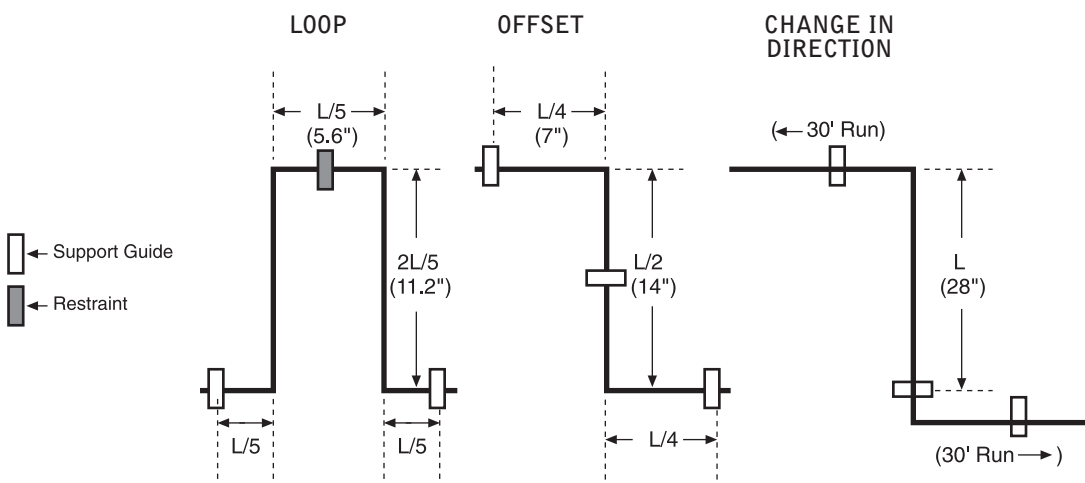 LOOP
OFFSET
CHANGE IN
DIRECTION
L/5
(5.6")
L/4
(7")
(← 30' Run)
Support Guide
Restraint
2L/5
(11.2")
L/2
(14")
L
(28")
L/5
L/5
L/4
(30' Run → )